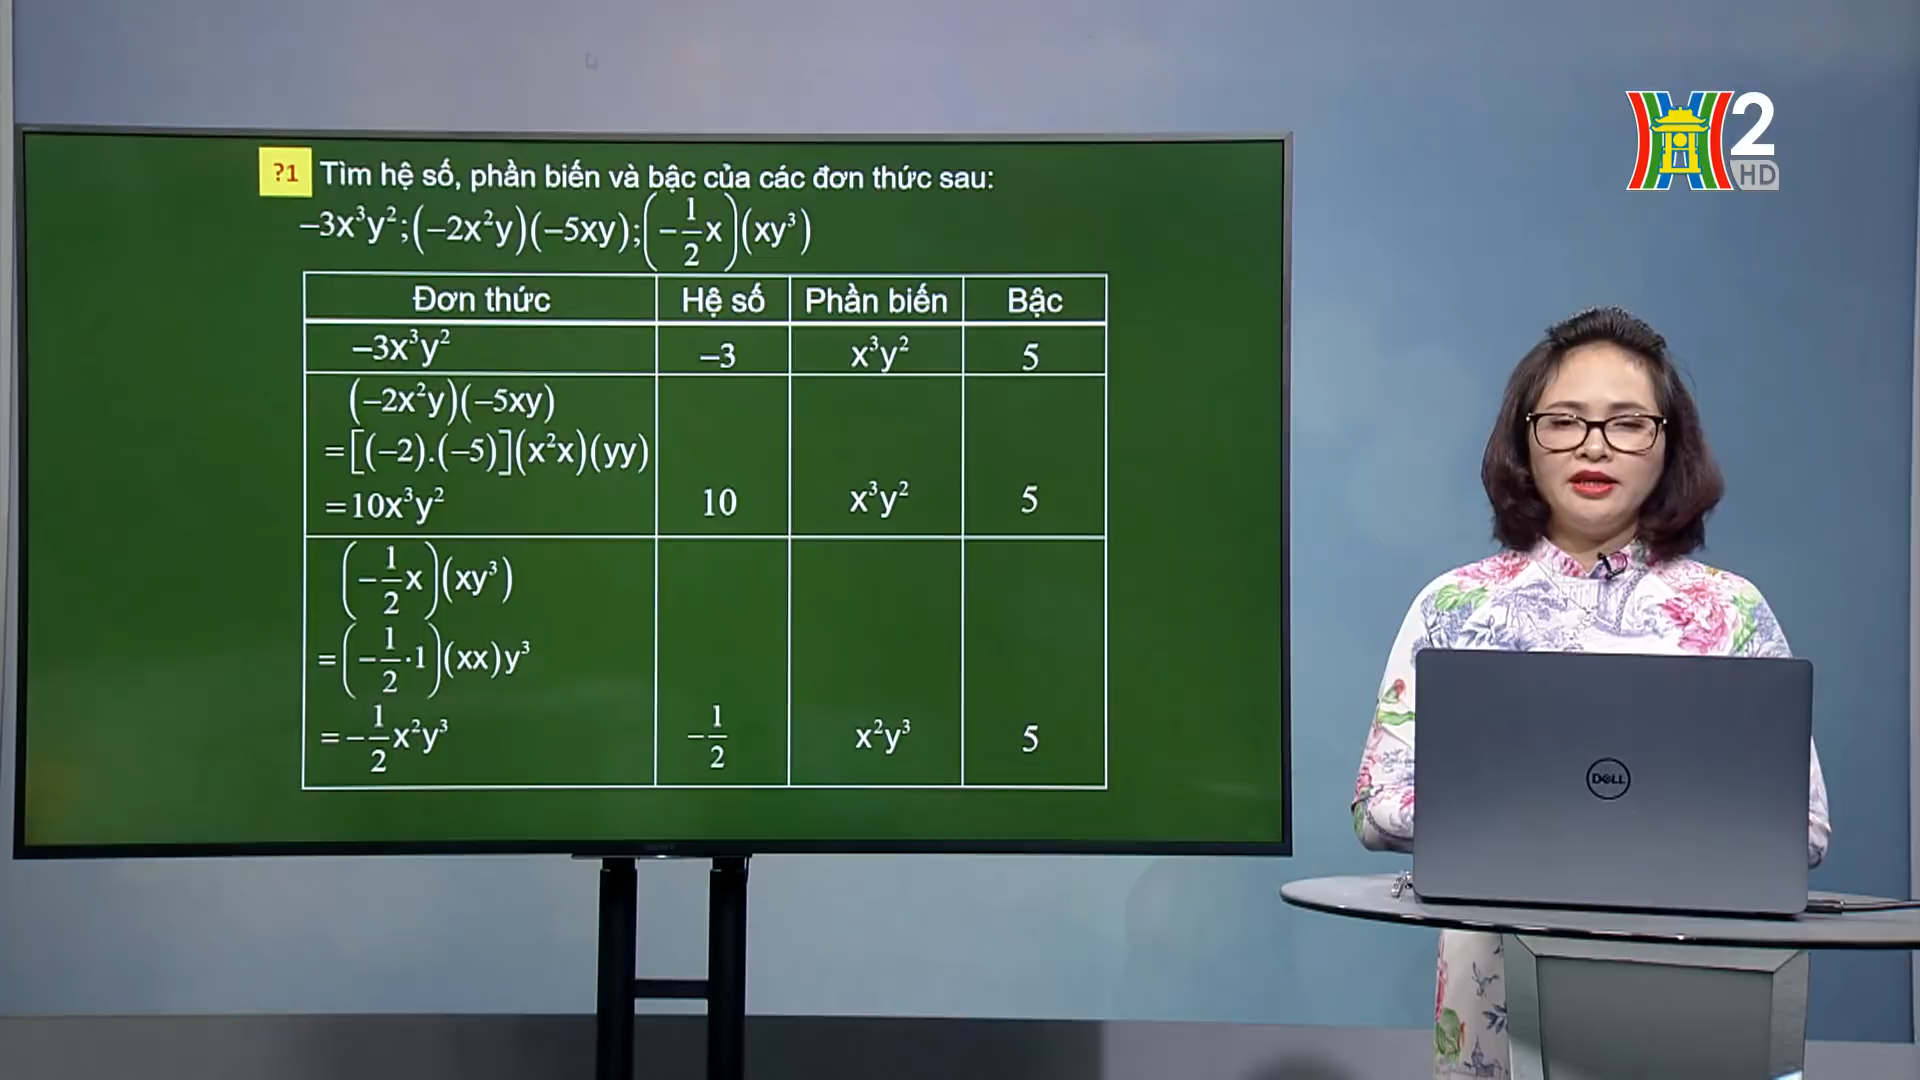 2
HD
?1 Tìm hệ số, phần biến và bậc của các đơn thức sau:
−3x³y²;(−2x²y)(−5xy);(−1/2x)(xy³)
Đơn thức Hệ số Phần biến Bậc
−3x³y² −3 x³y² 5
(−2x²y)(−5xy)
=[(−2).(−5)](x²x)(yy)
=10x³y² 10 x³y² 5
(−1/2x)(xy³)
=(−1/2·1)(xx)y³
=−1/2x²y³ −1/2 x²y³ 5
DELL